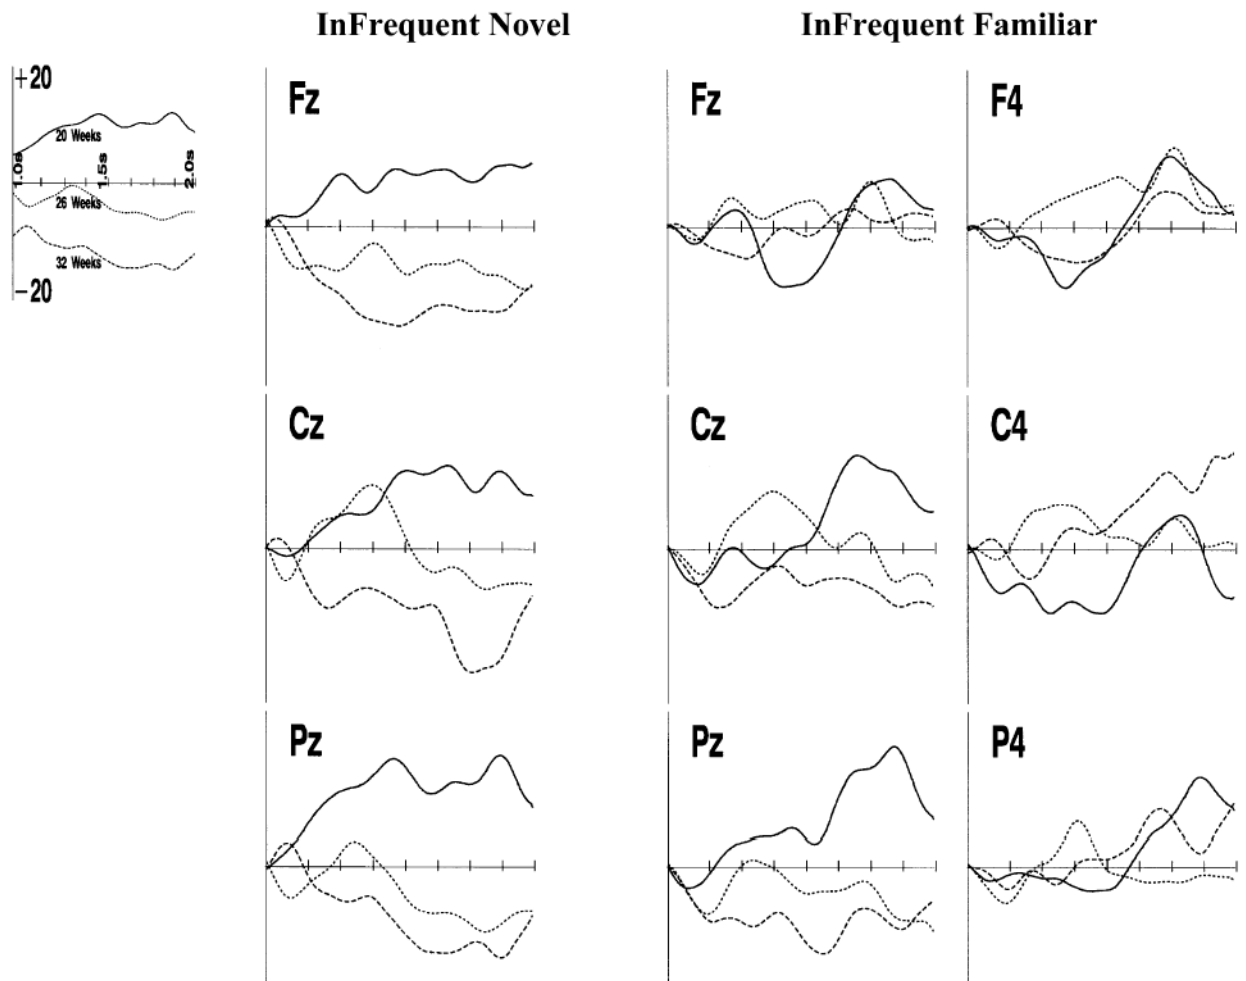 InFrequent Novel
InFrequent Familiar
+20
20 Weeks
1.0s
1.5s
2.0s
26 Weeks
32 Weeks
−20
Fz
Fz
F4
Cz
Cz
C4
Pz
Pz
P4